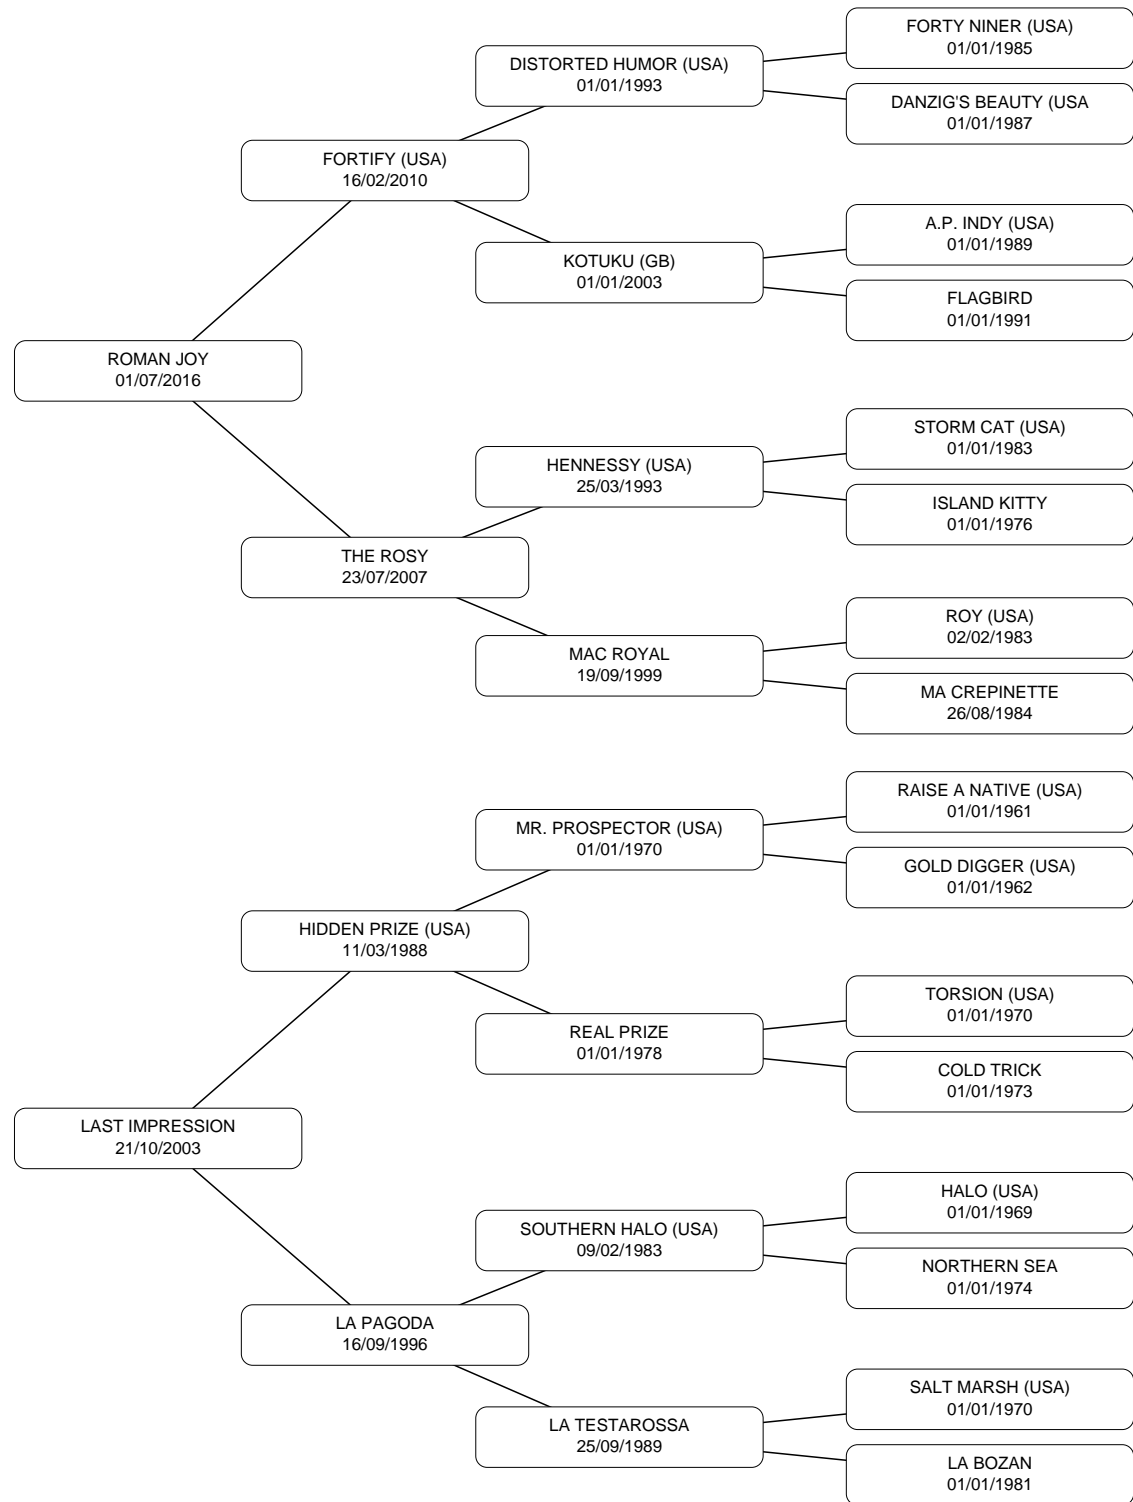 FORTY NINER (USA)
01/01/1985
DISTORTED HUMOR (USA)
01/01/1993
DANZIG'S BEAUTY (USA
01/01/1987
FORTIFY (USA)
16/02/2010
A.P. INDY (USA)
01/01/1989
KOTUKU (GB)
01/01/2003
FLAGBIRD
01/01/1991
ROMAN JOY
01/07/2016
STORM CAT (USA)
01/01/1983
HENNESSY (USA)
25/03/1993
ISLAND KITTY
01/01/1976
THE ROSY
23/07/2007
ROY (USA)
02/02/1983
MAC ROYAL
19/09/1999
MA CREPINETTE
26/08/1984
RAISE A NATIVE (USA)
01/01/1961
MR. PROSPECTOR (USA)
01/01/1970
GOLD DIGGER (USA)
01/01/1962
HIDDEN PRIZE (USA)
11/03/1988
TORSION (USA)
01/01/1970
REAL PRIZE
01/01/1978
COLD TRICK
01/01/1973
LAST IMPRESSION
21/10/2003
HALO (USA)
01/01/1969
SOUTHERN HALO (USA)
09/02/1983
NORTHERN SEA
01/01/1974
LA PAGODA
16/09/1996
SALT MARSH (USA)
01/01/1970
LA TESTAROSSA
25/09/1989
LA BOZAN
01/01/1981